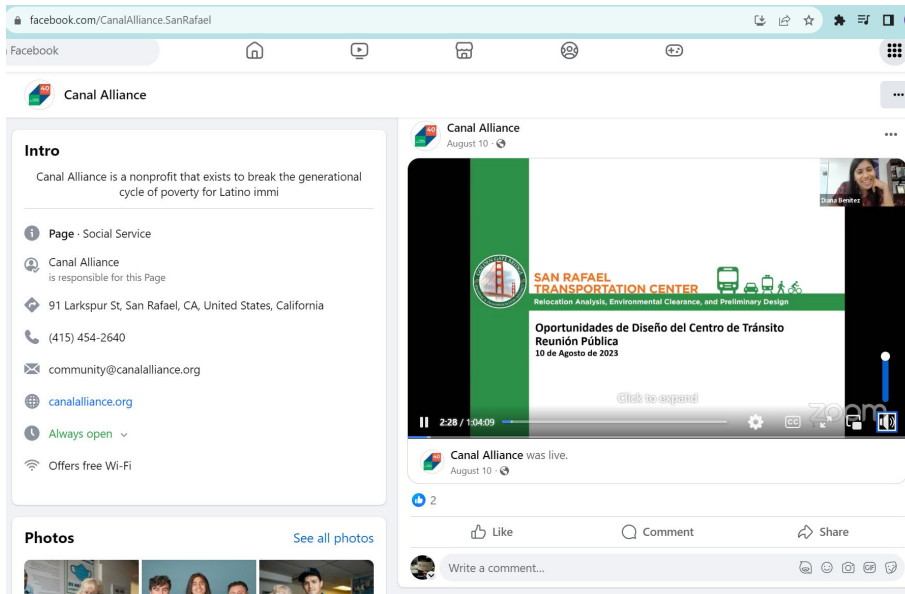 facebook.com/CanalAlliance.SanRafael
Facebook
Canal Alliance
Intro
Canal Alliance is a nonprofit that exists to break the generational
cycle of poverty for Latino immi
Page · Social Service
Canal Alliance
is responsible for this Page
91 Larkspur St, San Rafael, CA, United States, California
(415) 454-2640
community@canalalliance.org
canalalliance.org
Always open
Offers free Wi-Fi
Photos
See all photos
Canal Alliance
August 10
Diana Benitez
SAN RAFAEL
TRANSPORTATION CENTER
Relocation Analysis, Environmental Clearance, and Preliminary Design
Oportunidades de Diseño del Centro de Tránsito
Reunión Pública
10 de Agosto de 2023
Click to expand
zoom
2:28 / 1:04:09
CC
Canal Alliance was live.
August 10
2
Like
Comment
Share
Write a comment...
GIF